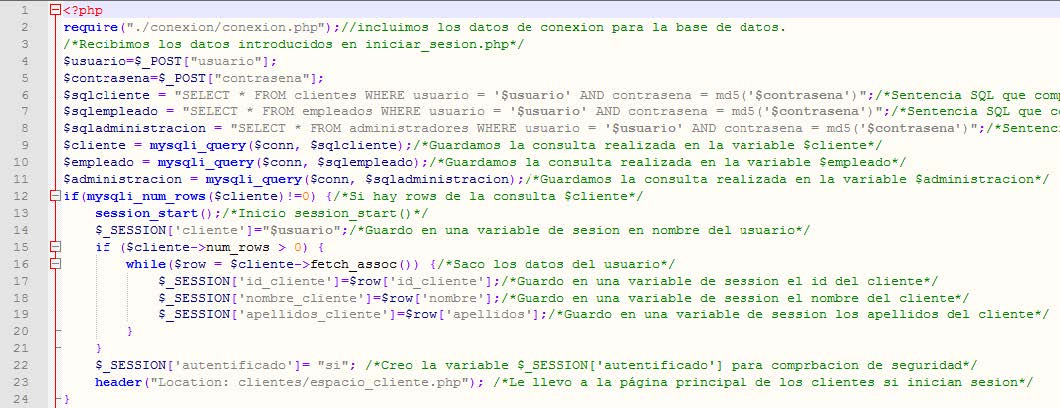 1 <?php
2 require("./conexion/conexion.php");//incluimos los datos de conexion para la base de datos.
3 /*Recibimos los datos introducidos en iniciar_sesion.php*/
4 $usuario=$_POST["usuario"];
5 $contrasena=$_POST["contrasena"];
6 $sqlcliente = "SELECT * FROM clientes WHERE usuario = '$usuario' AND contrasena = md5('$contrasena')";/*Sentencia SQL que com
7 $sqlempleado = "SELECT * FROM empleados WHERE usuario = '$usuario' AND contrasena = md5('$contrasena')";/*Sentencia SQL que c
8 $sqladministracion = "SELECT * FROM administradores WHERE usuario = '$usuario' AND contrasena = md5('$contrasena')";/*Sentenc
9 $cliente = mysqli_query($conn, $sqlcliente);/*Guardamos la consulta realizada en la variable $cliente*/
10 $empleado = mysqli_query($conn, $sqlempleado);/*Guardamos la consulta realizada en la variable $empleado*/
11 $administracion = mysqli_query($conn, $sqladministracion);/*Guardamos la consulta realizada en la variable $administracion*/
12 if(mysqli_num_rows($cliente)!=0) {/*Si hay rows de la consulta $cliente*/
13 session_start();/*Inicio session_start()*/
14 $_SESSION['cliente']="$usuario";/*Guardo en una variable de sesion en nombre del usuario*/
15 if ($cliente->num_rows > 0) {
16 while($row = $cliente->fetch_assoc()) {/*Saco los datos del usuario*/
17 $_SESSION['id_cliente']=$row['id_cliente'];/*Guardo en una variable de session el id del cliente*/
18 $_SESSION['nombre_cliente']=$row['nombre'];/*Guardo en una variable de session el nombre del cliente*/
19 $_SESSION['apellidos_cliente']=$row['apellidos'];/*Guardo en una variable de session los apellidos del cliente*/
20 }
21 }
22 $_SESSION['autentificado']= "si"; /*Creo la variable $_SESSION['autentificado'] para comprbacion de seguridad*/
23 header("Location: clientes/espacio_cliente.php"); /*Le llevo a la página principal de los clientes si inician sesion*/
24 }